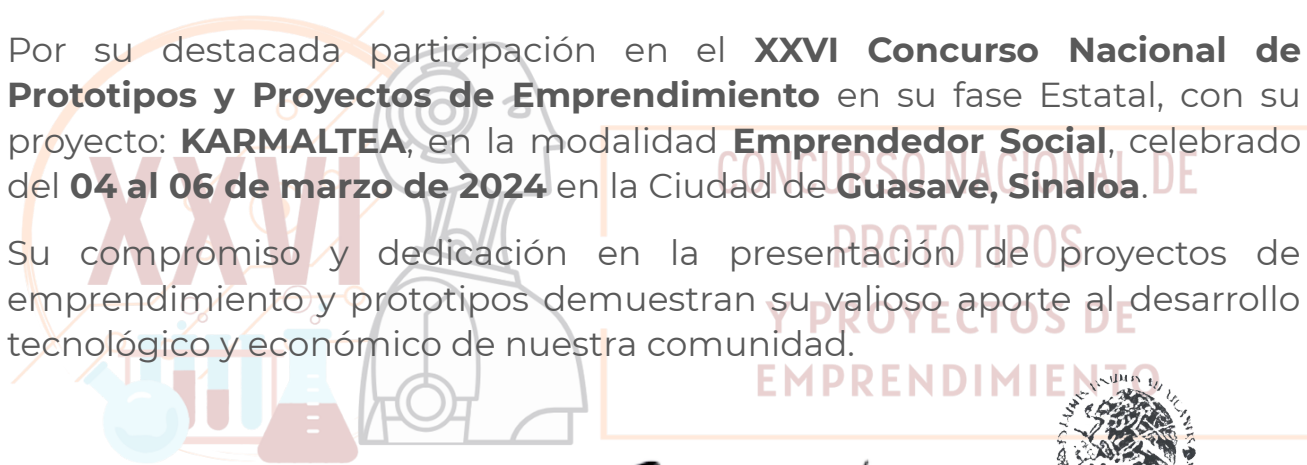 Por su destacada participación en el XXVI Concurso Nacional de
Prototipos y Proyectos de Emprendimiento en su fase Estatal, con su
proyecto: KARMALTEA, en la modalidad Emprendedor Social, celebrado
del 04 al 06 de marzo de 2024 en la Ciudad de Guasave, Sinaloa.
Su compromiso y dedicación en la presentación de proyectos de
emprendimiento y prototipos demuestran su valioso aporte al desarrollo
tecnológico y económico de nuestra comunidad.
XXVI
CONCURSO NACIONAL DE
PROTOTIPOS
Y PROYECTOS DE
EMPRENDIMIENTO